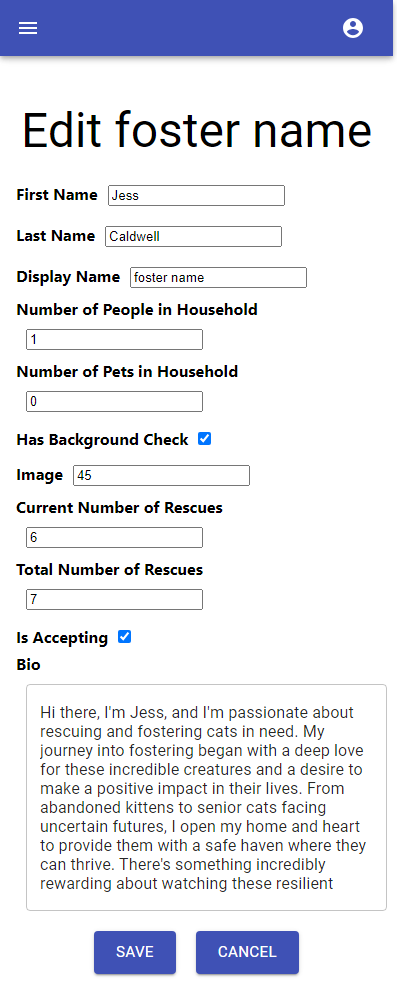 Edit foster name
First Name Jess
Last Name Caldwell
Display Name foster name
Number of People in Household
1
Number of Pets in Household
0
Has Background Check
Image 45
Current Number of Rescues
6
Total Number of Rescues
7
Is Accepting
Bio
Hi there, I'm Jess, and I'm passionate about
rescuing and fostering cats in need. My
journey into fostering began with a deep love
for these incredible creatures and a desire to
make a positive impact in their lives. From
abandoned kittens to senior cats facing
uncertain futures, I open my home and heart
to provide them with a safe haven where they
can thrive. There's something incredibly
rewarding about watching these resilient
SAVE CANCEL